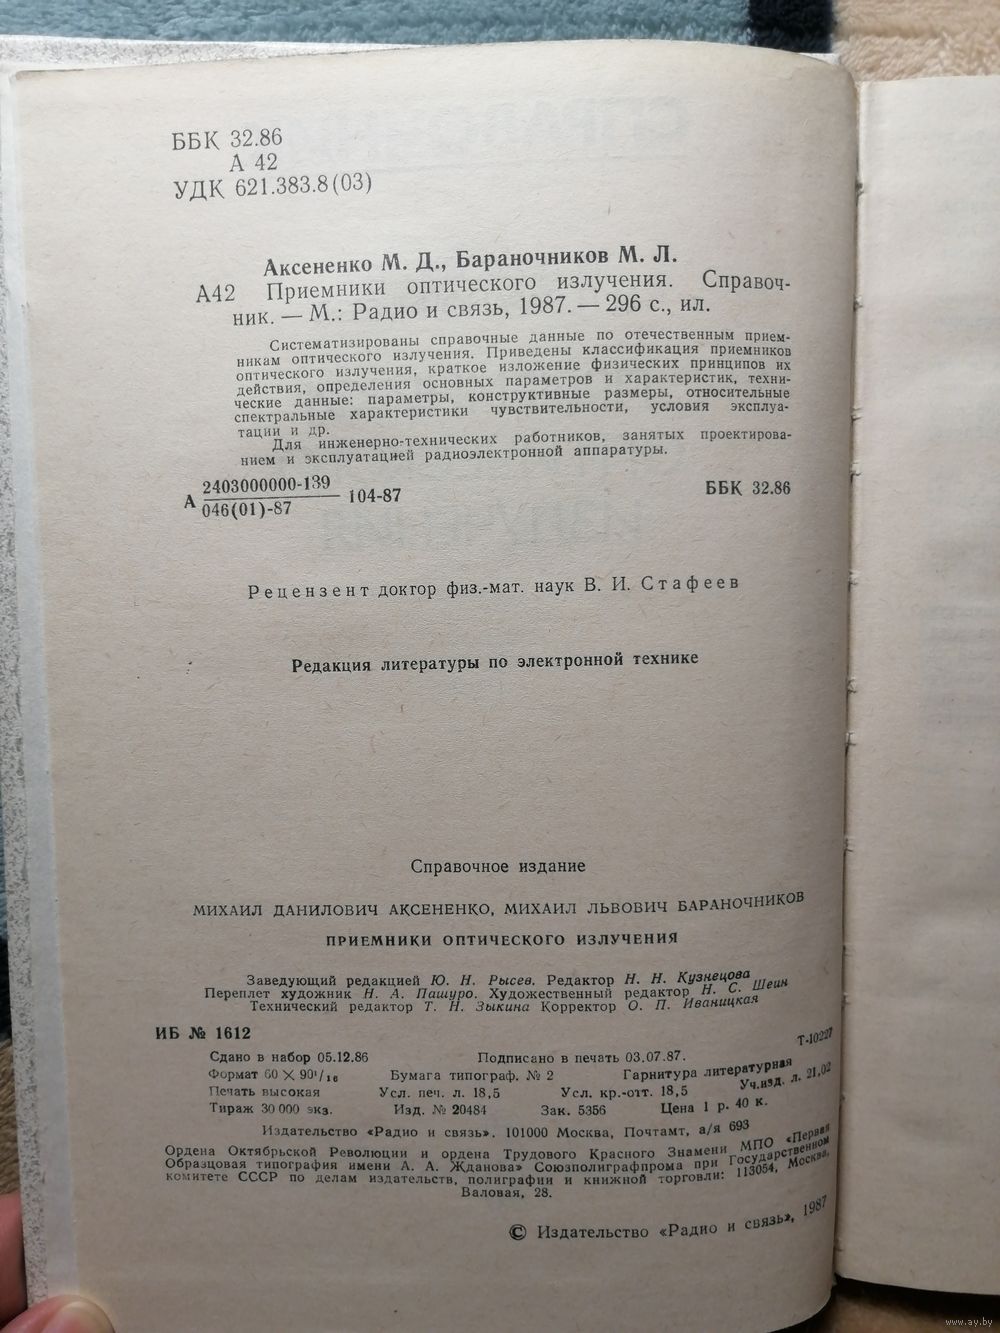 ББК 32.86
А 42
УДК 621.383.8(03)
Аксененко М. Д., Бараночников М. Л.
А42 Приемники оптического излучения. Справоч-
ник. — М.: Радио и связь, 1987. — 296 с., ил.
Систематизированы справочные данные по отечественным прием-
никам оптического излучения. Приведены классификация приемников
оптического излучения, краткое изложение физических принципов их
действия, определения основных параметров и характеристик, техни-
ческие данные: параметры, конструктивные размеры, относительные
спектральные характеристики чувствительности, условия эксплуа-
тации и др.
Для инженерно-технических работников, занятых проектирова-
нием и эксплуатацией радиоэлектронной аппаратуры.
А 2403000000-139
046(01)-87 104-87 ББК 32.86
Рецензент доктор физ.-мат. наук В. И. Стафеев
Редакция литературы по электронной технике
Справочное издание
МИХАИЛ ДАНИЛОВИЧ АКСЕНЕНКО, МИХАИЛ ЛЬВОВИЧ БАРАНОЧНИКОВ
ПРИЕМНИКИ ОПТИЧЕСКОГО ИЗЛУЧЕНИЯ
Заведующий редакцией Ю. Н. Рысев. Редактор Н. Н. Кузнецова
Переплет художник Н. А. Пашуро. Художественный редактор Н. С. Шеин
Технический редактор Т. Н. Зыкина Корректор О. П. Иваницкая
ИБ № 1612
Сдано в набор 05.12.86 Подписано в печать 03.07.87. Т-10227
Формат 60 × 90¹/₁₆ Бумага типограф. № 2 Гарнитура литературная
Печать высокая Усл. печ. л. 18,5 Усл. кр.-отт. 18,5 Уч.изд. л. 21,02
Тираж 30 000 экз. Изд. № 20484 Зак. 5356 Цена 1 р. 40 к.
Издательство «Радио и связь». 101000 Москва, Почтамт, а/я 693
Ордена Октябрьской Революции и ордена Трудового Красного Знамени МПО «Первая
Образцовая типография имени А. А. Жданова» Союзполиграфпрома при Государственном
комитете СССР по делам издательств, полиграфии и книжной торговли: 113054, Москва,
Валовая, 28.
© Издательство «Радио и связь», 1987
www.ay.by